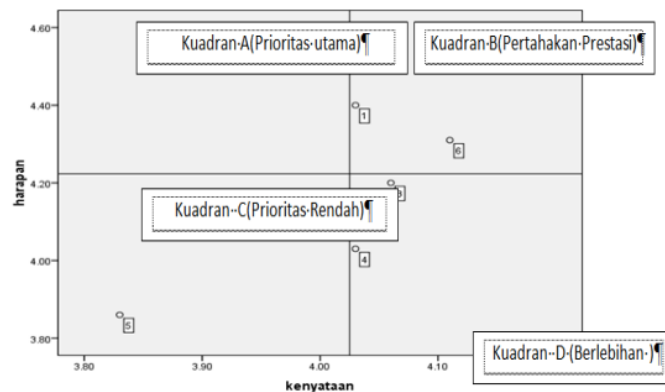 4.60
Kuadran·A(Prioritas·utama)¶
Kuadran·B(Pertahakan·Prestasi)¶
4.40
1
6
harapan
4.20
Kuadran··C(Prioritas·Rendah)¶
4.00
4
3.80
5
Kuadran··D·(Berlebihan·)¶
3.80
3.90
4.00
4.10
kenyataan